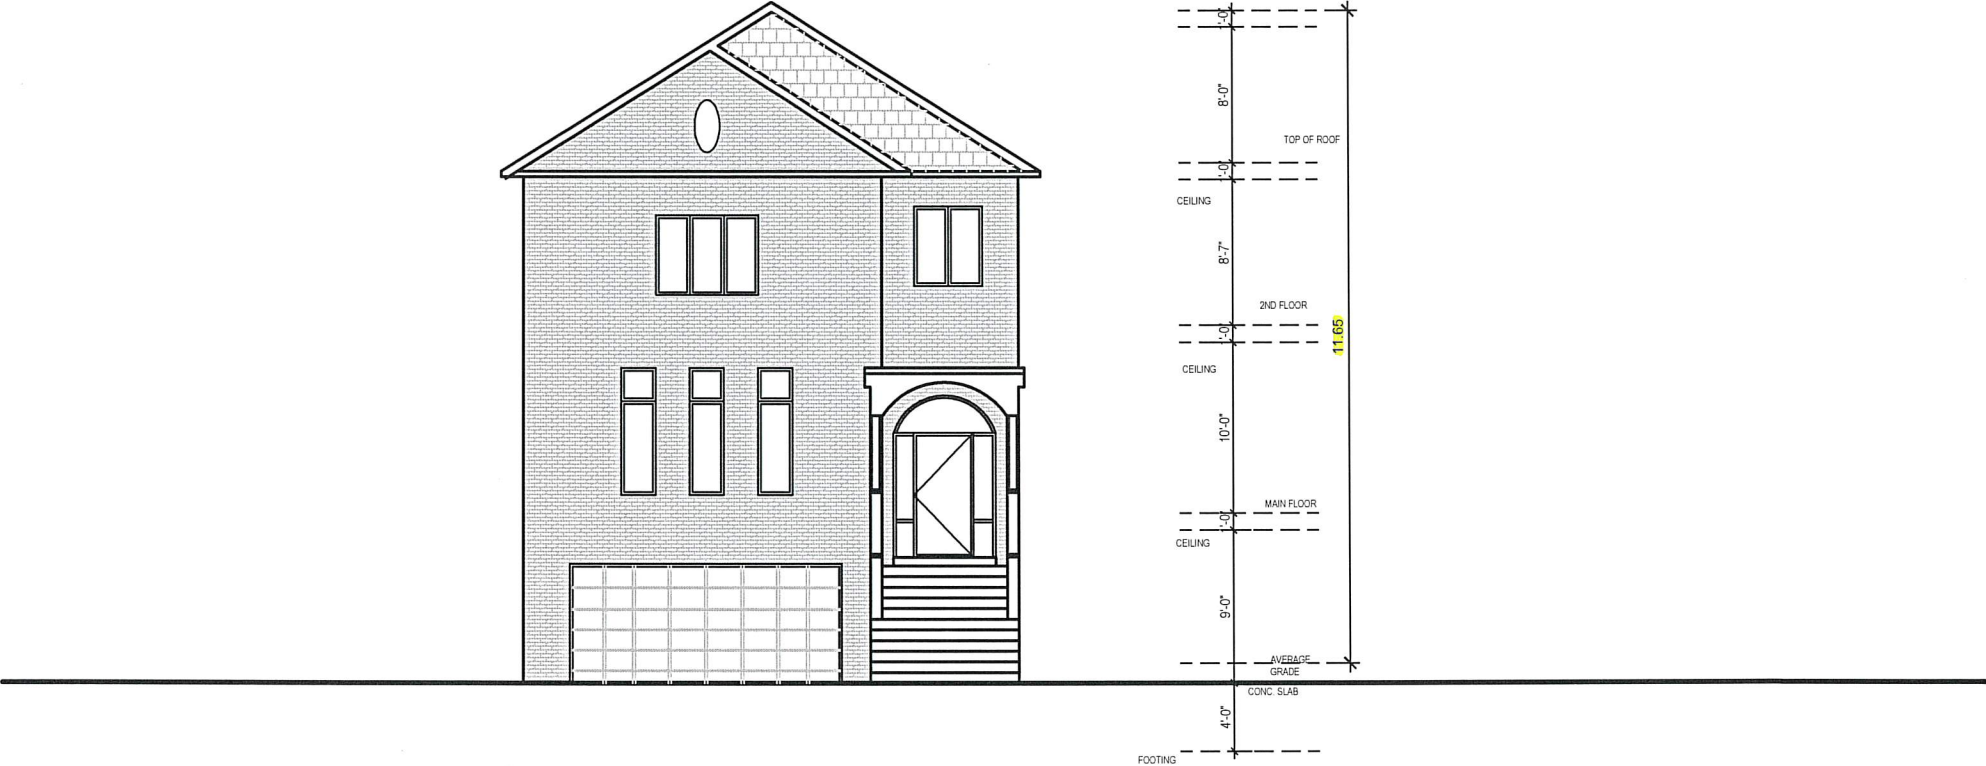 1'-0"
8'-0"
TOP OF ROOF
1'-0"
CEILING
8'-7"
2ND FLOOR
11.65
1'-0"
CEILING
10'-0"
MAIN FLOOR
1'-0"
CEILING
9'-0"
AVERAGE
GRADE
CONC. SLAB
4'-0"
FOOTING